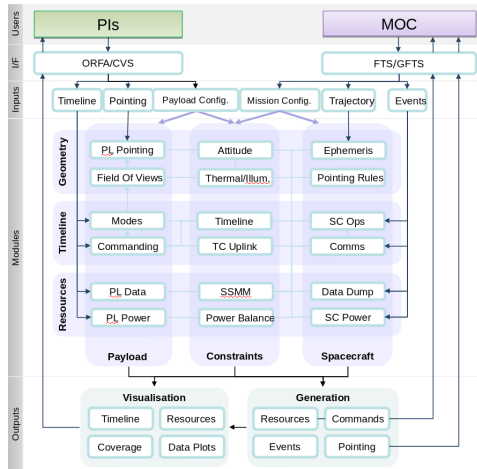 Users
PIs
MOC
I/F
ORFA/CVS
FTS/GFTS
Inputs
Timeline
Pointing
Payload Config.
Mission Config.
Trajectory
Events
Modules
Geometry
PL Pointing
Attitude
Ephemeris
Field Of Views
Thermal/Illum.
Pointing Rules
Timeline
Modes
Timeline
SC Ops
Commanding
TC Uplink
Comms
Resources
PL Data
SSMM
Data Dump
PL Power
Power Balance
SC Power
Payload
Constraints
Spacecraft
Outputs
Visualisation
Generation
Timeline
Resources
Resources
Commands
Coverage
Data Plots
Events
Pointing